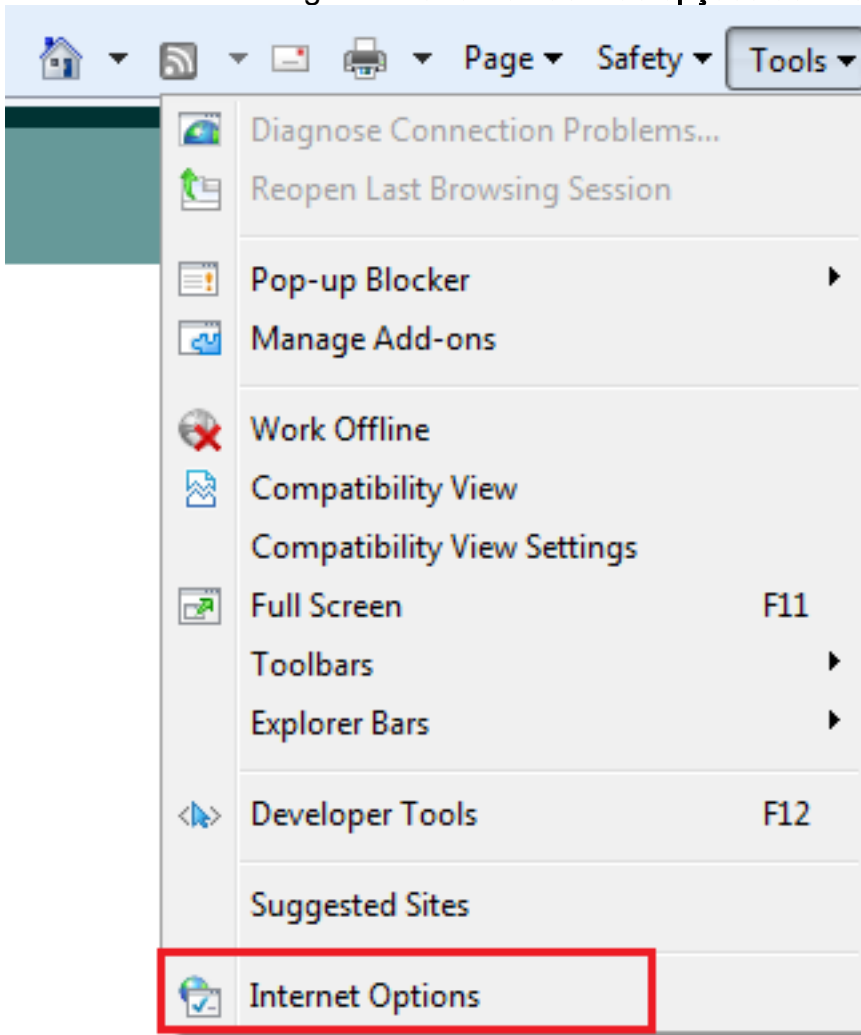 Page Safety Tools
Diagnose Connection Problems...
Reopen Last Browsing Session
Pop-up Blocker
Manage Add-ons
Work Offline
Compatibility View
Compatibility View Settings
Full Screen F11
Toolbars
Explorer Bars
Developer Tools F12
Suggested Sites
Internet Options